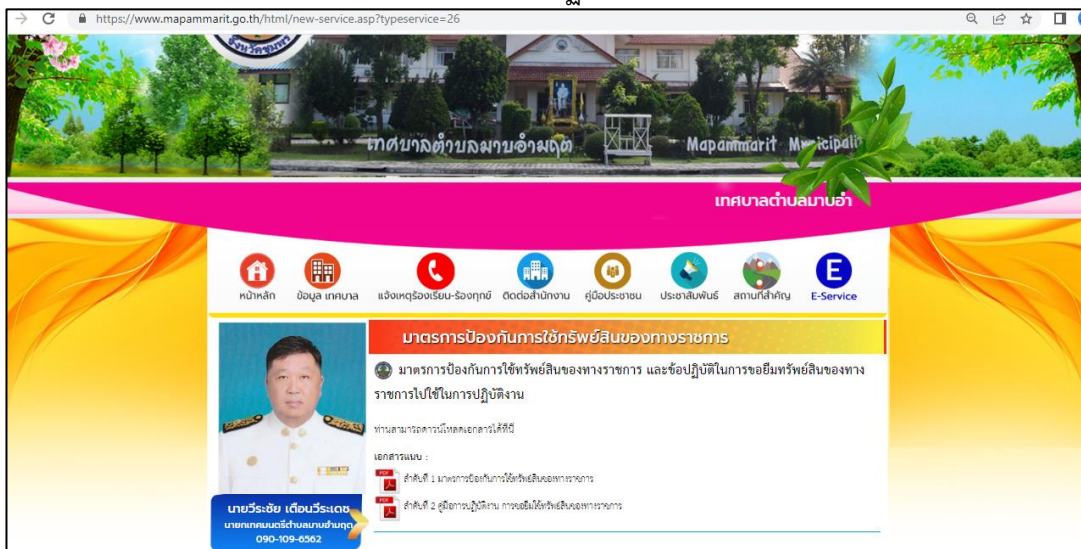 https://www.mapammarit.go.th/html/new-service.asp?typeservice=26
จังหวัดชุมพร
เทศบาลตำบลมาบอำมฤต
Mapammarit Municipali
เทศบาลตำบลมาบอำ
หน้าหลัก
ข้อมูล เทศบาล
แจ้งเหตุร้องเรียน-ร้องทุกข์
ติดต่อสำนักงาน
คู่มือประชาชน
ประชาสัมพันธ์
สถานที่สำคัญ
E
E-Service
มาตรการป้องกันการใช้ทรัพย์สินของทางราชการ
มาตรการป้องกันการใช้ทรัพย์สินของทางราชการ และข้อปฏิบัติในการขอยืมทรัพย์สินของทาง
ราชการไปใช้ในการปฏิบัติงาน
ท่านสามารถดาวน์โหลดเอกสารได้ที่นี่
เอกสารแนบ :
PDF ลำดับที่ 1 มาตรการป้องกันการใช้ทรัพย์สินของทางราชการ
PDF ลำดับที่ 2 คู่มือการปฏิบัติงาน การขอยืมใช้ทรัพย์สินของทางราชการ
นายวีระชัย เตือนวีระเดช
นายกเทศมนตรีตำบลมาบอำมฤต
090-109-6562